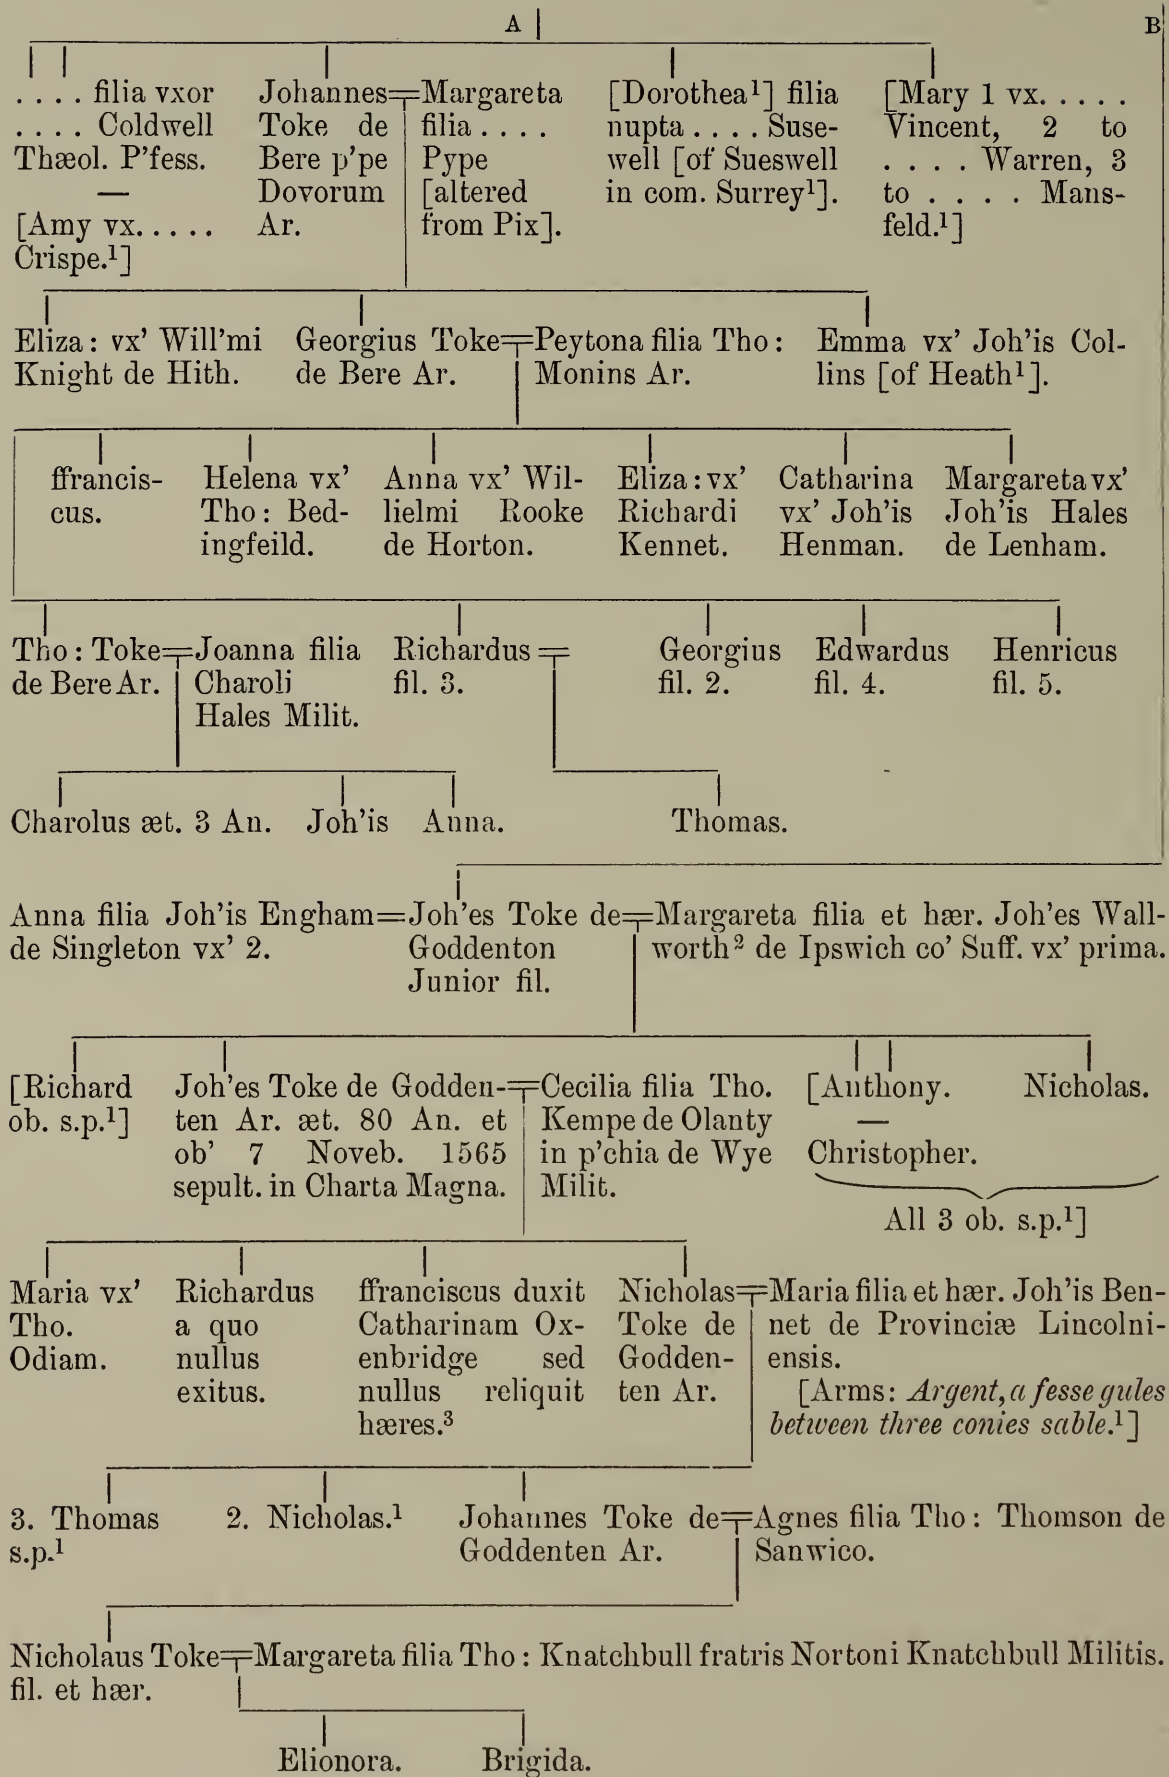 A B
. . . . filia vxor
. . . . Coldwell
Thæol. P'fess.
—
[Amy vx. . . . .
Crispe.¹]
Johannes
Toke de
Bere p'pe
Dovorum
Ar.
Margareta
filia . . . .
Pype
[altered
from Pix].
[Dorothea¹] filia
nupta . . . . Suse-
well [of Sueswell
in com. Surrey¹].
[Mary 1 vx. . . . .
Vincent, 2 to
. . . . Warren, 3
to . . . . Mans-
feld.¹]
Eliza: vx' Will'mi
Knight de Hith.
Georgius Toke
de Bere Ar.
Peytona filia Tho:
Monins Ar.
Emma vx' Joh'is Col-
lins [of Heath¹].
ffrancis-
cus.
Helena vx'
Tho: Bed-
ingfeild.
Anna vx' Wil-
lielmi Rooke
de Horton.
Eliza: vx'
Richardi
Kennet.
Catharina
vx' Joh'is
Henman.
Margareta vx'
Joh'is Hales
de Lenham.
Tho: Toke
de Bere Ar.
Joanna filia
Charoli
Hales Milit.
Richardus
fil. 3.
Georgius
fil. 2.
Edwardus
fil. 4.
Henricus
fil. 5.
Charolus æt. 3 An. Joh'is Anna. Thomas.
Anna filia Joh'is Engham
de Singleton vx' 2.
Joh'es Toke de
Goddenton
Junior fil.
Margareta filia et hær. Joh'es Wall-
worth² de Ipswich co' Suff. vx' prima.
[Richard
ob. s.p.¹]
Joh'es Toke de Godden-
ten Ar. æt. 80 An. et
ob' 7 Noveb. 1565
sepult. in Charta Magna.
Cecilia filia Tho.
Kempe de Olanty
in p'chia de Wye
Milit.
[Anthony.
—
Christopher.
Nicholas.
All 3 ob. s.p.¹]
Maria vx'
Tho.
Odiam.
Richardus
a quo
nullus
exitus.
ffranciscus duxit
Catharinam Ox-
enbridge sed
nullus reliquit
hæres.³
Nicholas
Toke de
Godden-
ten Ar.
Maria filia et hær. Joh'is Ben-
net de Provinciæ Lincolni-
ensis.
[Arms: Argent, a fesse gules
between three conies sable.¹]
3. Thomas
s.p.¹
2. Nicholas.¹
Johannes Toke de
Goddenten Ar.
Agnes filia Tho: Thomson de
Sanwico.
Nicholaus Toke
fil. et hær.
Margareta filia Tho: Knatchbull fratris Nortoni Knatchbull Militis.
Elionora. Brigida.